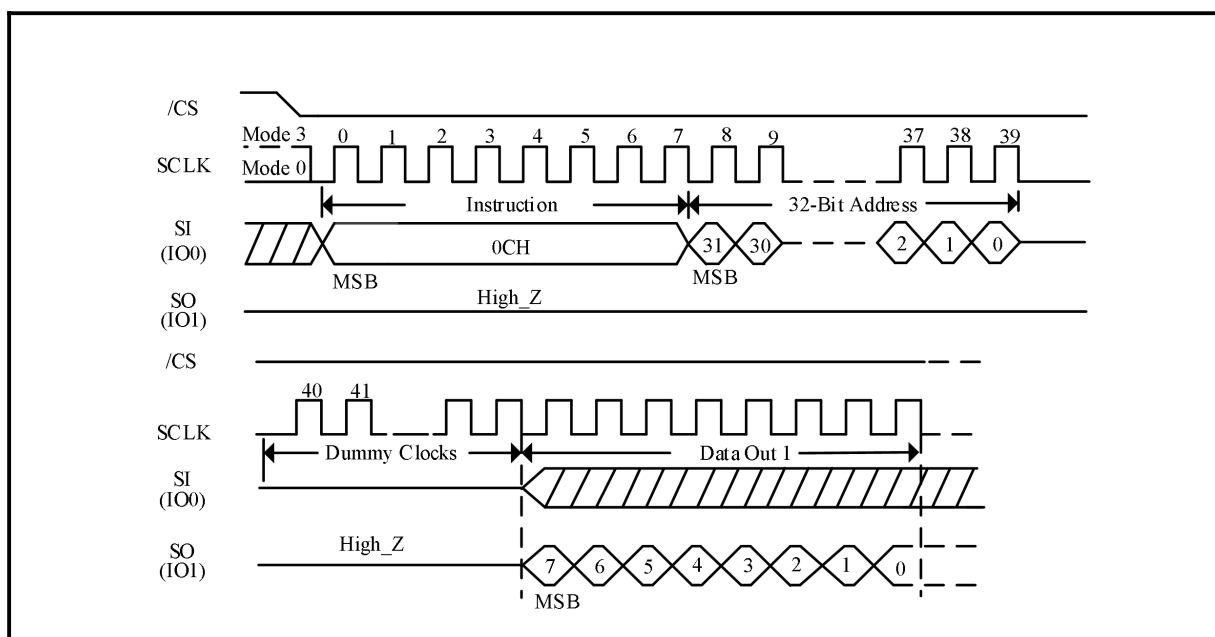 /CS
Mode 3 0 1 2 3 4 5 6 7 8 9 37 38 39
SCLK
Mode 0
Instruction 32-Bit Address
SI
(IO0)
0CH 31 30 2 1 0
MSB MSB
High_Z
SO
(IO1)
/CS
40 41
SCLK
Dummy Clocks Data Out 1
SI
(IO0)
High_Z
SO
(IO1)
7 6 5 4 3 2 1 0
MSB